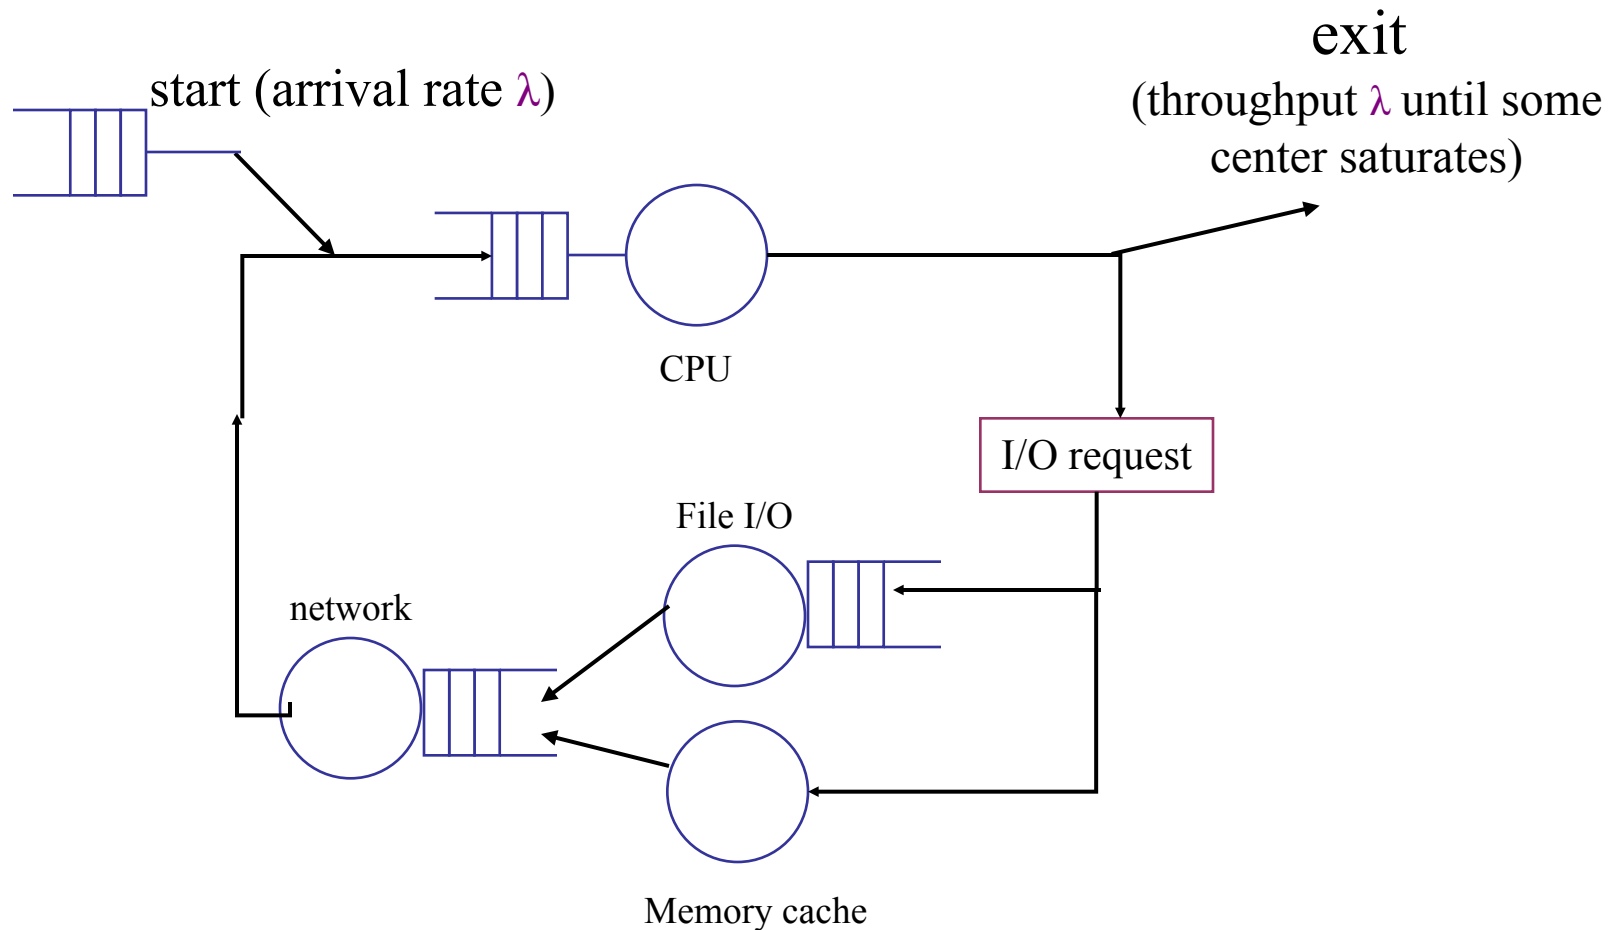 exit
start (arrival rate λ)
(throughput λ until some
center saturates)
CPU
I/O request
File I/O
network
Memory cache